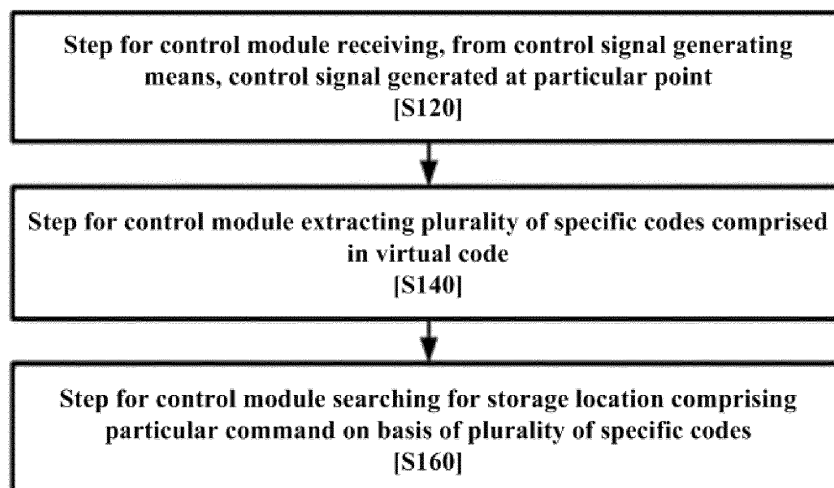 Step for control module receiving, from control signal generating
means, control signal generated at particular point
[S120]
Step for control module extracting plurality of specific codes comprised
in virtual code
[S140]
Step for control module searching for storage location comprising
particular command on basis of plurality of specific codes
[S160]